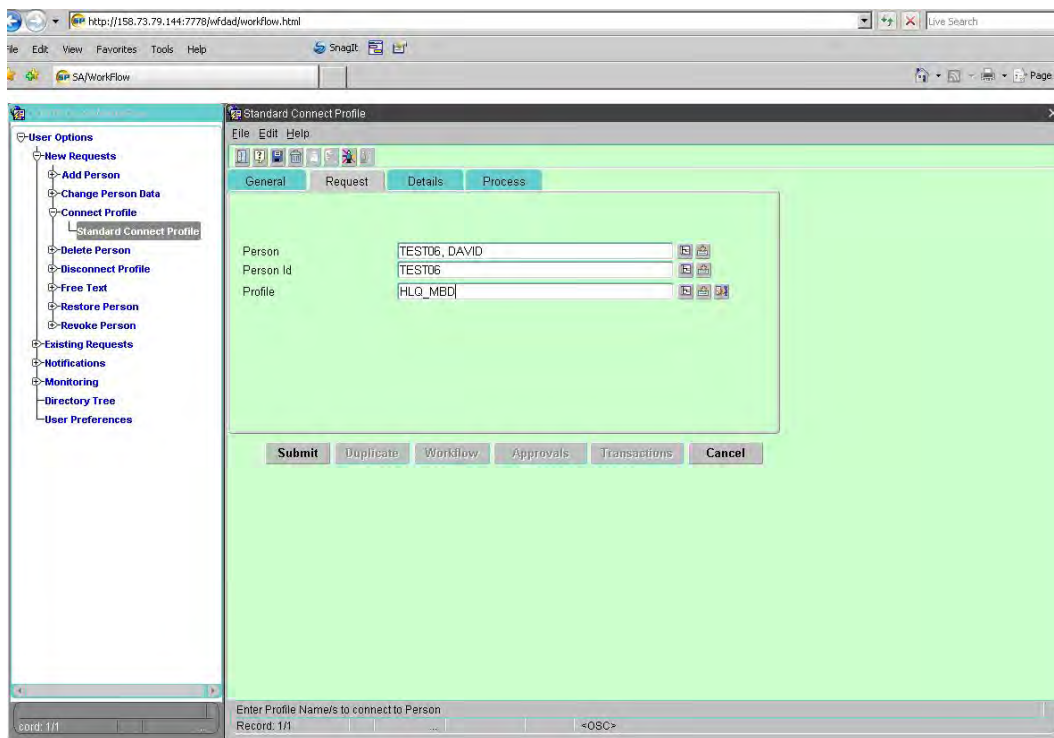 http://158.73.79.144:7778/wfdad/workflow.html
Live Search
File Edit View Favorites Tools Help
SnagIt
SA/WorkFlow
Page
Standard Connect Profile
File Edit Help
General Request Details Process
User Options
New Requests
Add Person
Change Person Data
Connect Profile
Standard Connect Profile
Delete Person
Disconnect Profile
Free Text
Restore Person
Revoke Person
Existing Requests
Notifications
Monitoring
Directory Tree
User Preferences
Person TEST06, DAVID
Person Id TEST06
Profile HLQ_MBD
Submit Duplicate Workflow Approvals Transactions Cancel
Enter Profile Name/s to connect to Person
Record: 1/1 ... <OSC>
cord: 1/1 ...